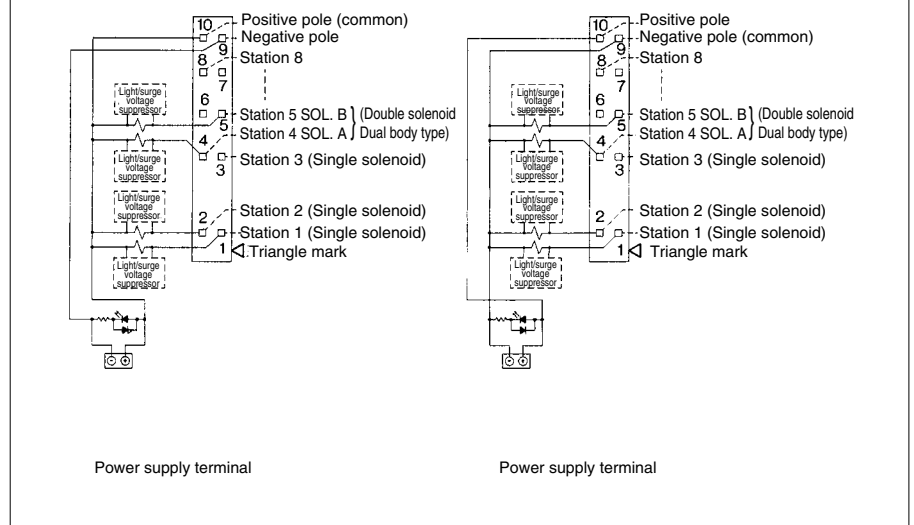 10 Positive pole (common)
9 Negative pole
8 Station 8
7
Light/surge
voltage
suppressor
6
Station 5 SOL. B } (Double solenoid
5
Station 4 SOL. A } Dual body type)
4
Light/surge
voltage
suppressor
Station 3 (Single solenoid)
3
Light/surge
voltage
suppressor
2 Station 2 (Single solenoid)
Station 1 (Single solenoid)
1 Triangle mark
Light/surge
voltage
suppressor
Power supply terminal
10 Positive pole
9 Negative pole (common)
8 Station 8
7
Light/surge
voltage
suppressor
6
Station 5 SOL. B } (Double solenoid
5
Station 4 SOL. A } Dual body type)
4
Light/surge
voltage
suppressor
Station 3 (Single solenoid)
3
Light/surge
voltage
suppressor
2 Station 2 (Single solenoid)
Station 1 (Single solenoid)
1 Triangle mark
Light/surge
voltage
suppressor
Power supply terminal